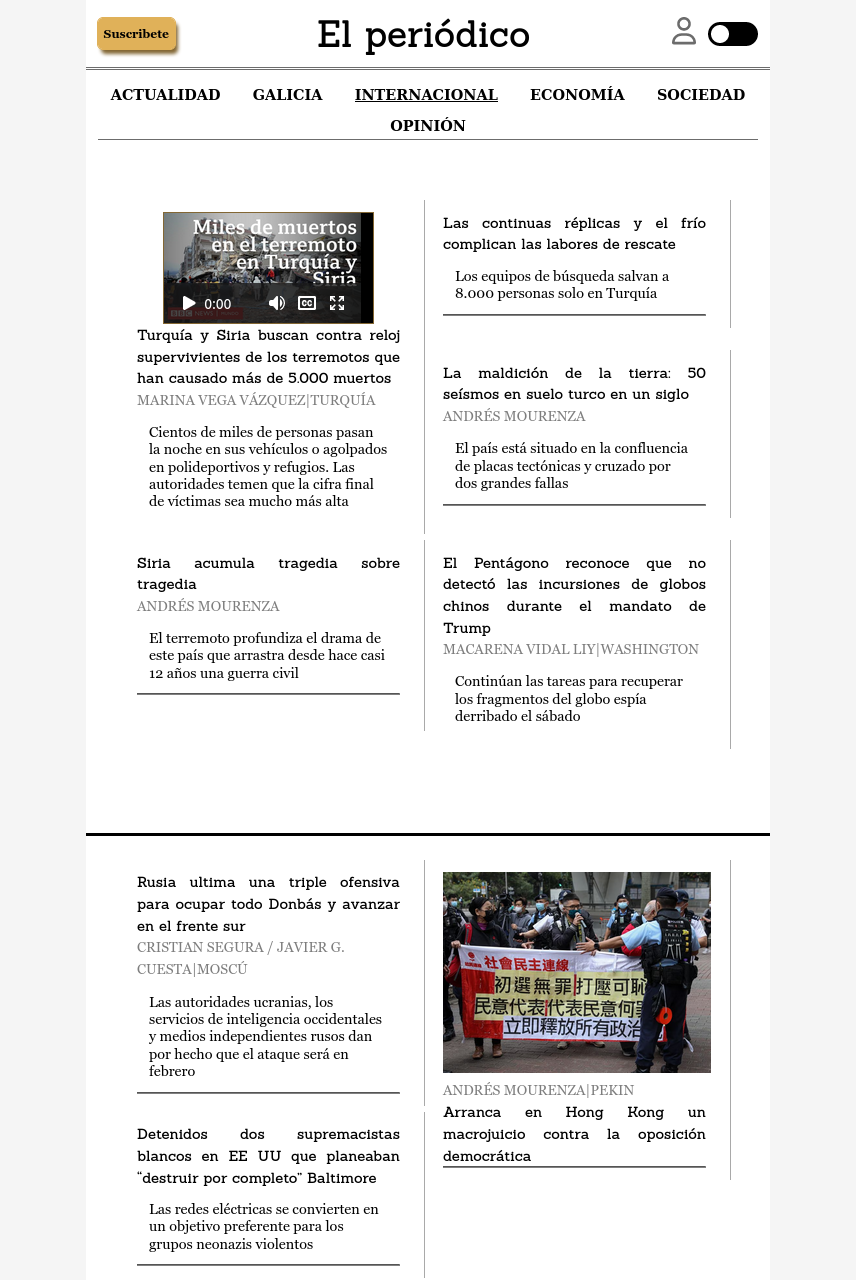 Suscribete
El periódico
ACTUALIDAD
GALICIA
INTERNACIONAL
ECONOMÍA
SOCIEDAD
OPINIÓN
Miles de muertos
en el terremoto
en Turquía y
Siria
0:00
CC
BBC NEWS
Turquía y Siria buscan contra reloj
supervivientes de los terremotos que
han causado más de 5.000 muertos
MARINA VEGA VÁZQUEZ|TURQUÍA
Cientos de miles de personas pasan
la noche en sus vehículos o agolpados
en polideportivos y refugios. Las
autoridades temen que la cifra final
de víctimas sea mucho más alta
Las continuas réplicas y el frío
complican las labores de rescate
Los equipos de búsqueda salvan a
8.000 personas solo en Turquía
La maldición de la tierra: 50
seísmos en suelo turco en un siglo
ANDRÉS MOURENZA
El país está situado en la confluencia
de placas tectónicas y cruzado por
dos grandes fallas
Siria acumula tragedia sobre
tragedia
ANDRÉS MOURENZA
El terremoto profundiza el drama de
este país que arrastra desde hace casi
12 años una guerra civil
El Pentágono reconoce que no
detectó las incursiones de globos
chinos durante el mandato de
Trump
MACARENA VIDAL LIY|WASHINGTON
Continúan las tareas para recuperar
los fragmentos del globo espía
derribado el sábado
Rusia ultima una triple ofensiva
para ocupar todo Donbás y avanzar
en el frente sur
CRISTIAN SEGURA / JAVIER G.
CUESTA|MOSCÚ
Las autoridades ucranias, los
servicios de inteligencia occidentales
y medios independientes rusos dan
por hecho que el ataque será en
febrero
社會民主連線
初選無罪 打壓可恥
民意代表 代表民意何罪
立即釋放所有政治
ANDRÉS MOURENZA|PEKIN
Arranca en Hong Kong un
macrojuicio contra la oposición
democrática
Detenidos dos supremacistas
blancos en EE UU que planeaban
“destruir por completo” Baltimore
Las redes eléctricas se convierten en
un objetivo preferente para los
grupos neonazis violentos